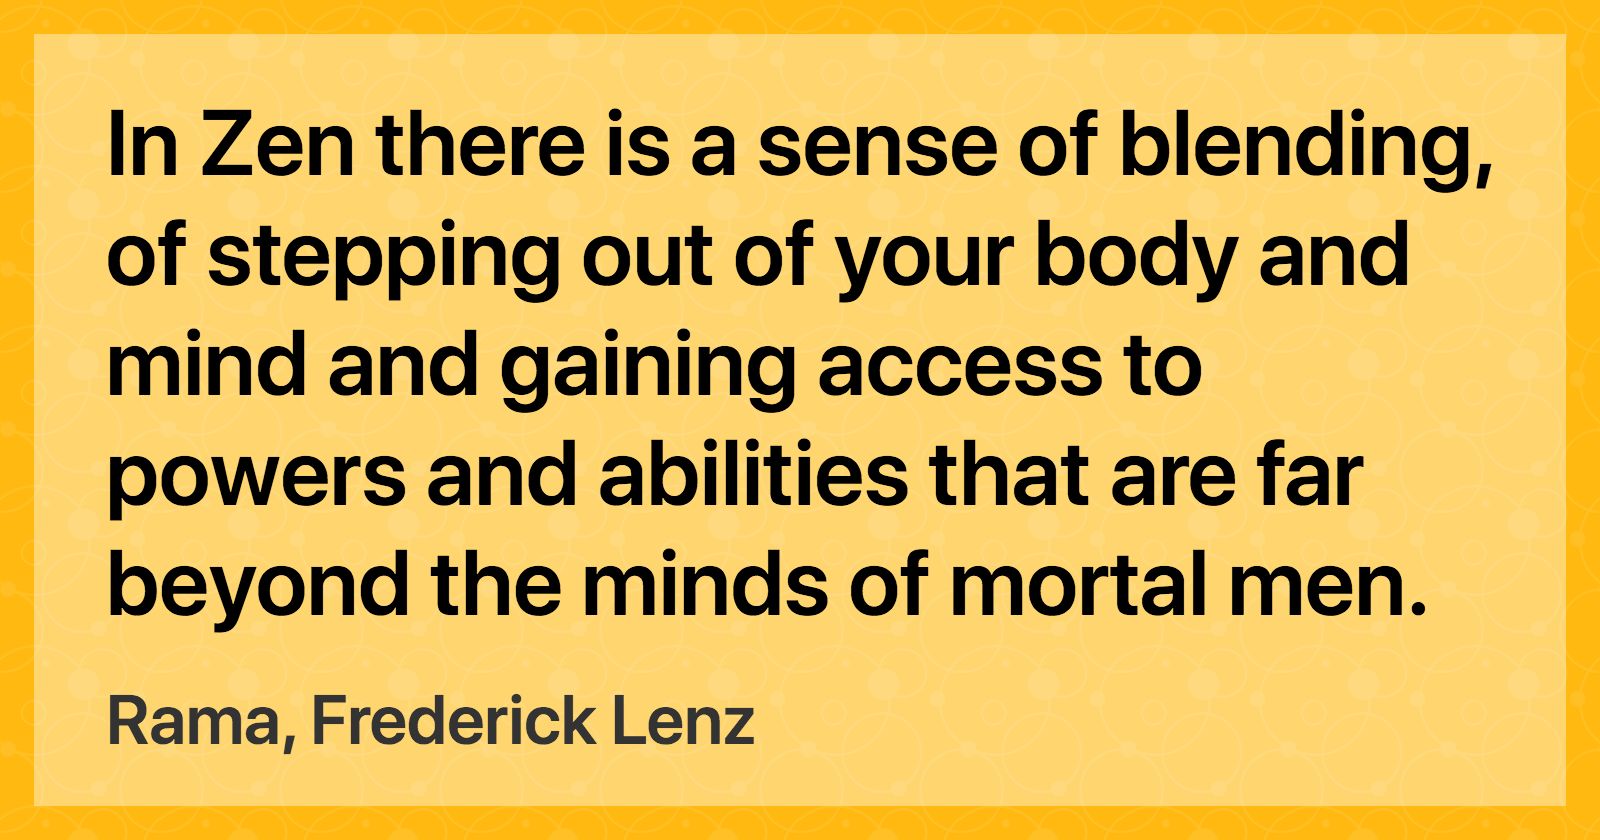 In Zen there is a sense of blending,
of stepping out of your body and
mind and gaining access to
powers and abilities that are far
beyond the minds of mortal men.
Rama, Frederick Lenz